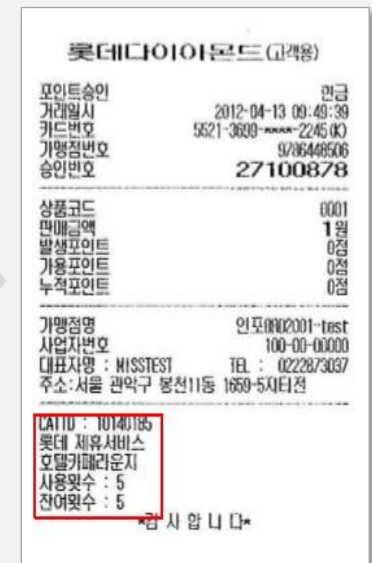 롯데다이아몬드(고객용)
포인트승인 현금
거래일시 2012-04-13 09:49:39
카드번호 5521-3699-****-2245(K)
가맹점번호 9786448506
승인번호 27100878
상품코드 0001
판매금액 1원
발생포인트 0점
가용포인트 0점
누적포인트 0점
가맹점명 인포8802001-test
사업자번호 100-00-00000
대표자명 : MISSTEST TEL : 0222873037
주소:서울 관악구 봉천11동 1659-5지티전
CATID : 10140185
롯데 제휴서비스
호텔카페라운지
사용횟수 : 5
잔여횟수 : 5
*감 사 합 니 다*